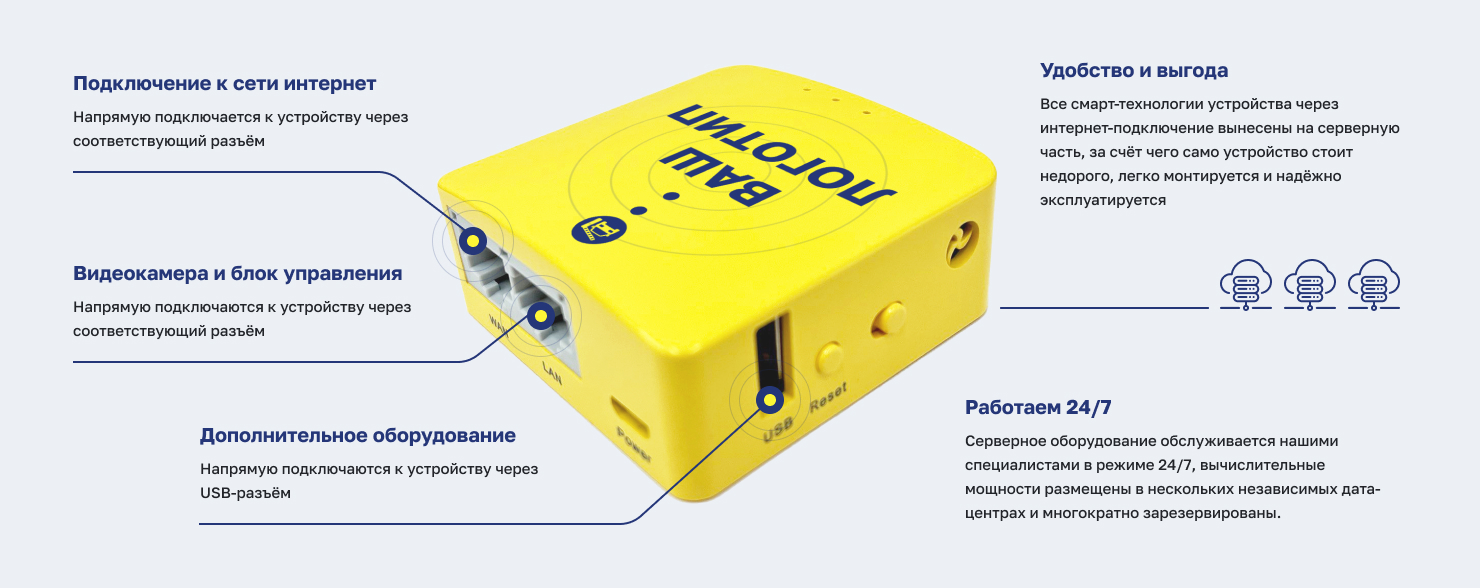 Подключение к сети интернет
Напрямую подключается к устройству через
соответствующий разъём
Видеокамера и блок управления
Напрямую подключаются к устройству через
соответствующий разъём
Дополнительное оборудование
Напрямую подключаются к устройству через
USB-разъём
ВАШ
ЛОГОТИП
WAN
LAN
Power
USB
Reset
Удобство и выгода
Все смарт-технологии устройства через
интернет-подключение вынесены на серверную
часть, за счёт чего само устройство стоит
недорого, легко монтируется и надёжно
эксплуатируется
Работаем 24/7
Серверное оборудование обслуживается нашими
специалистами в режиме 24/7, вычислительные
мощности размещены в нескольких независимых дата-
центрах и многократно зарезервированы.